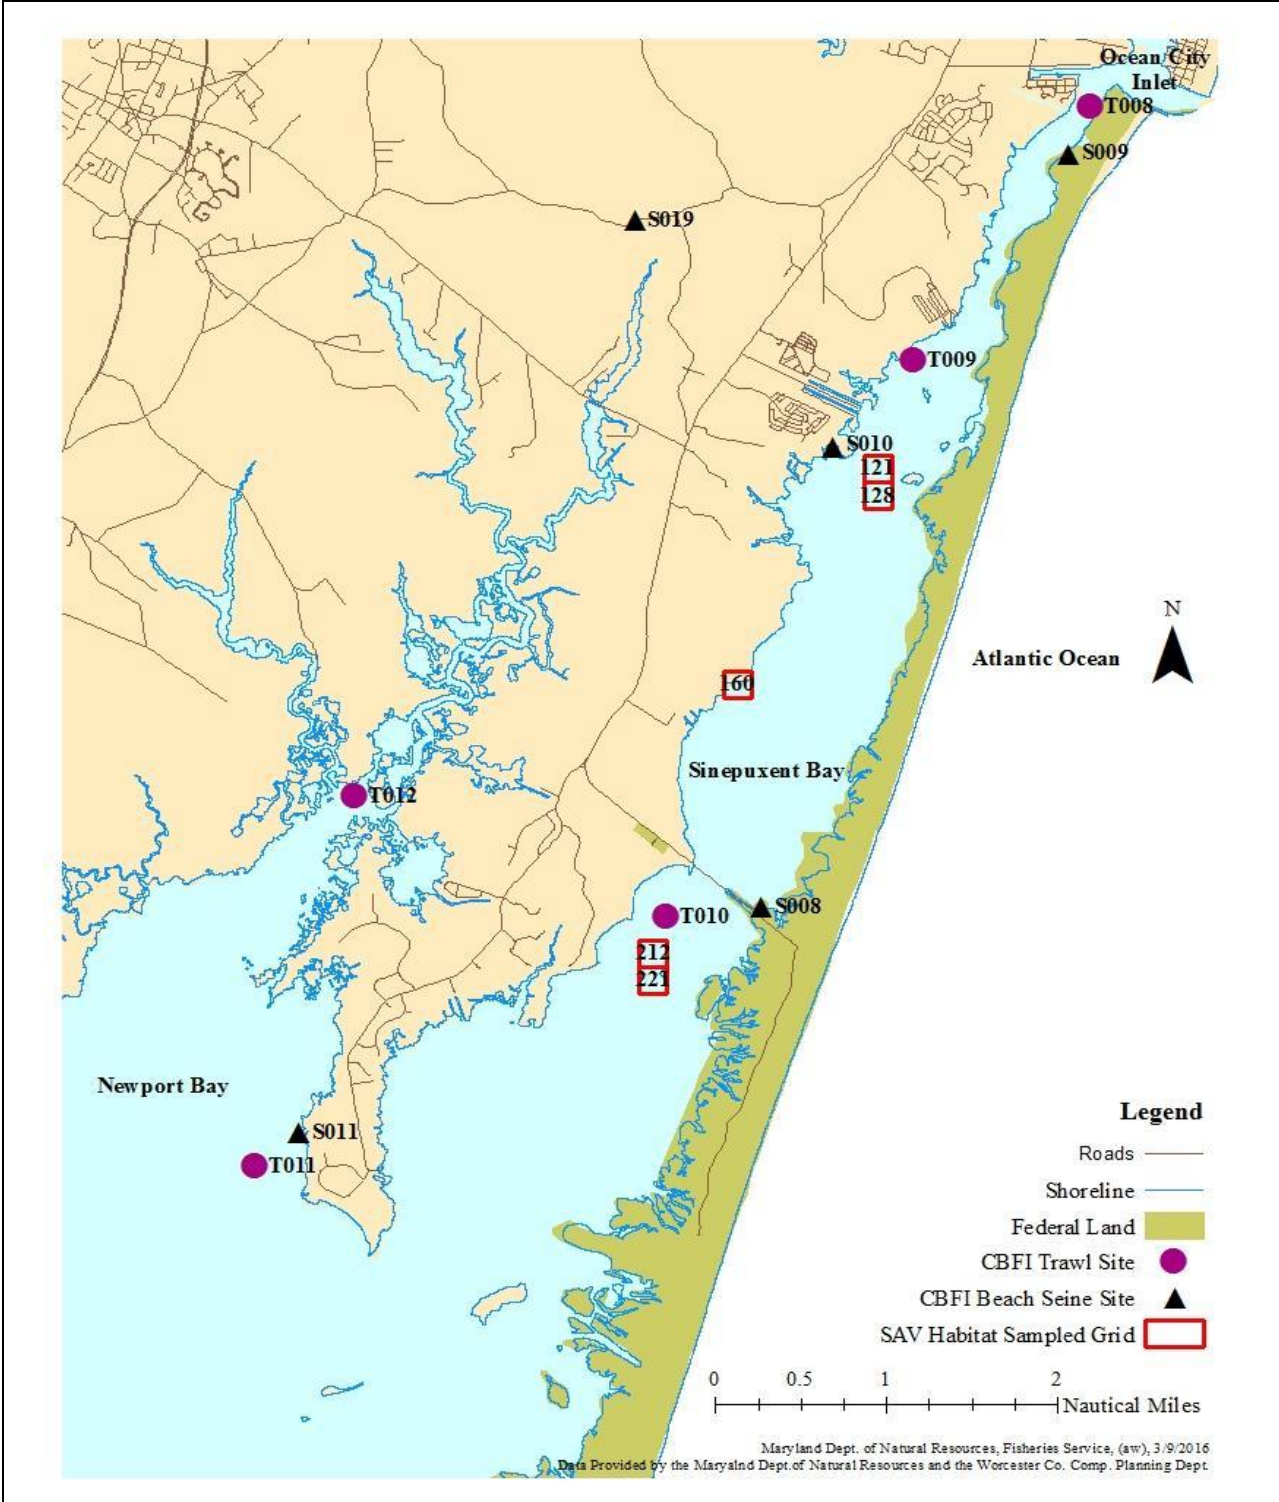 Ocean City
Inlet
T008
S009
S019
T009
S010
121
128
N
Atlantic Ocean
160
Sinepuxent Bay
T012
S008
T010
212
221
Newport Bay
S011
T011
Legend
Roads
Shoreline
Federal Land
CBFI Trawl Site
CBFI Beach Seine Site
SAV Habitat Sampled Grid
0 0.5 1 2
Nautical Miles
Maryland Dept. of Natural Resources, Fisheries Service, (aw), 3/9/2016
Data Provided by the Maryalnd Dept.of Natural Resources and the Worcester Co. Comp. Planning Dept.